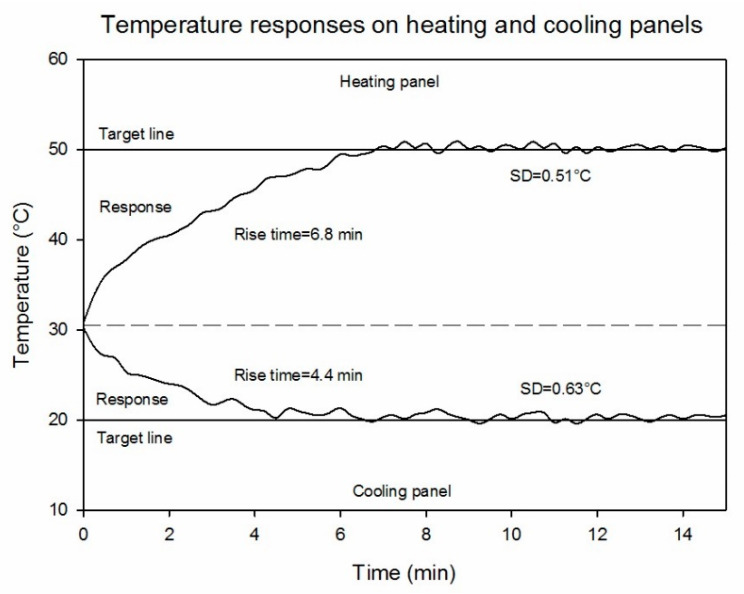 Temperature responses on heating and cooling panels
60
Heating panel
Target line
50
SD=0.51°C
Response
Rise time=6.8 min
40
Temperature (°C)
30
Rise time=4.4 min
SD=0.63°C
Response
20
Target line
Cooling panel
10
0 2 4 6 8 10 12 14
Time (min)